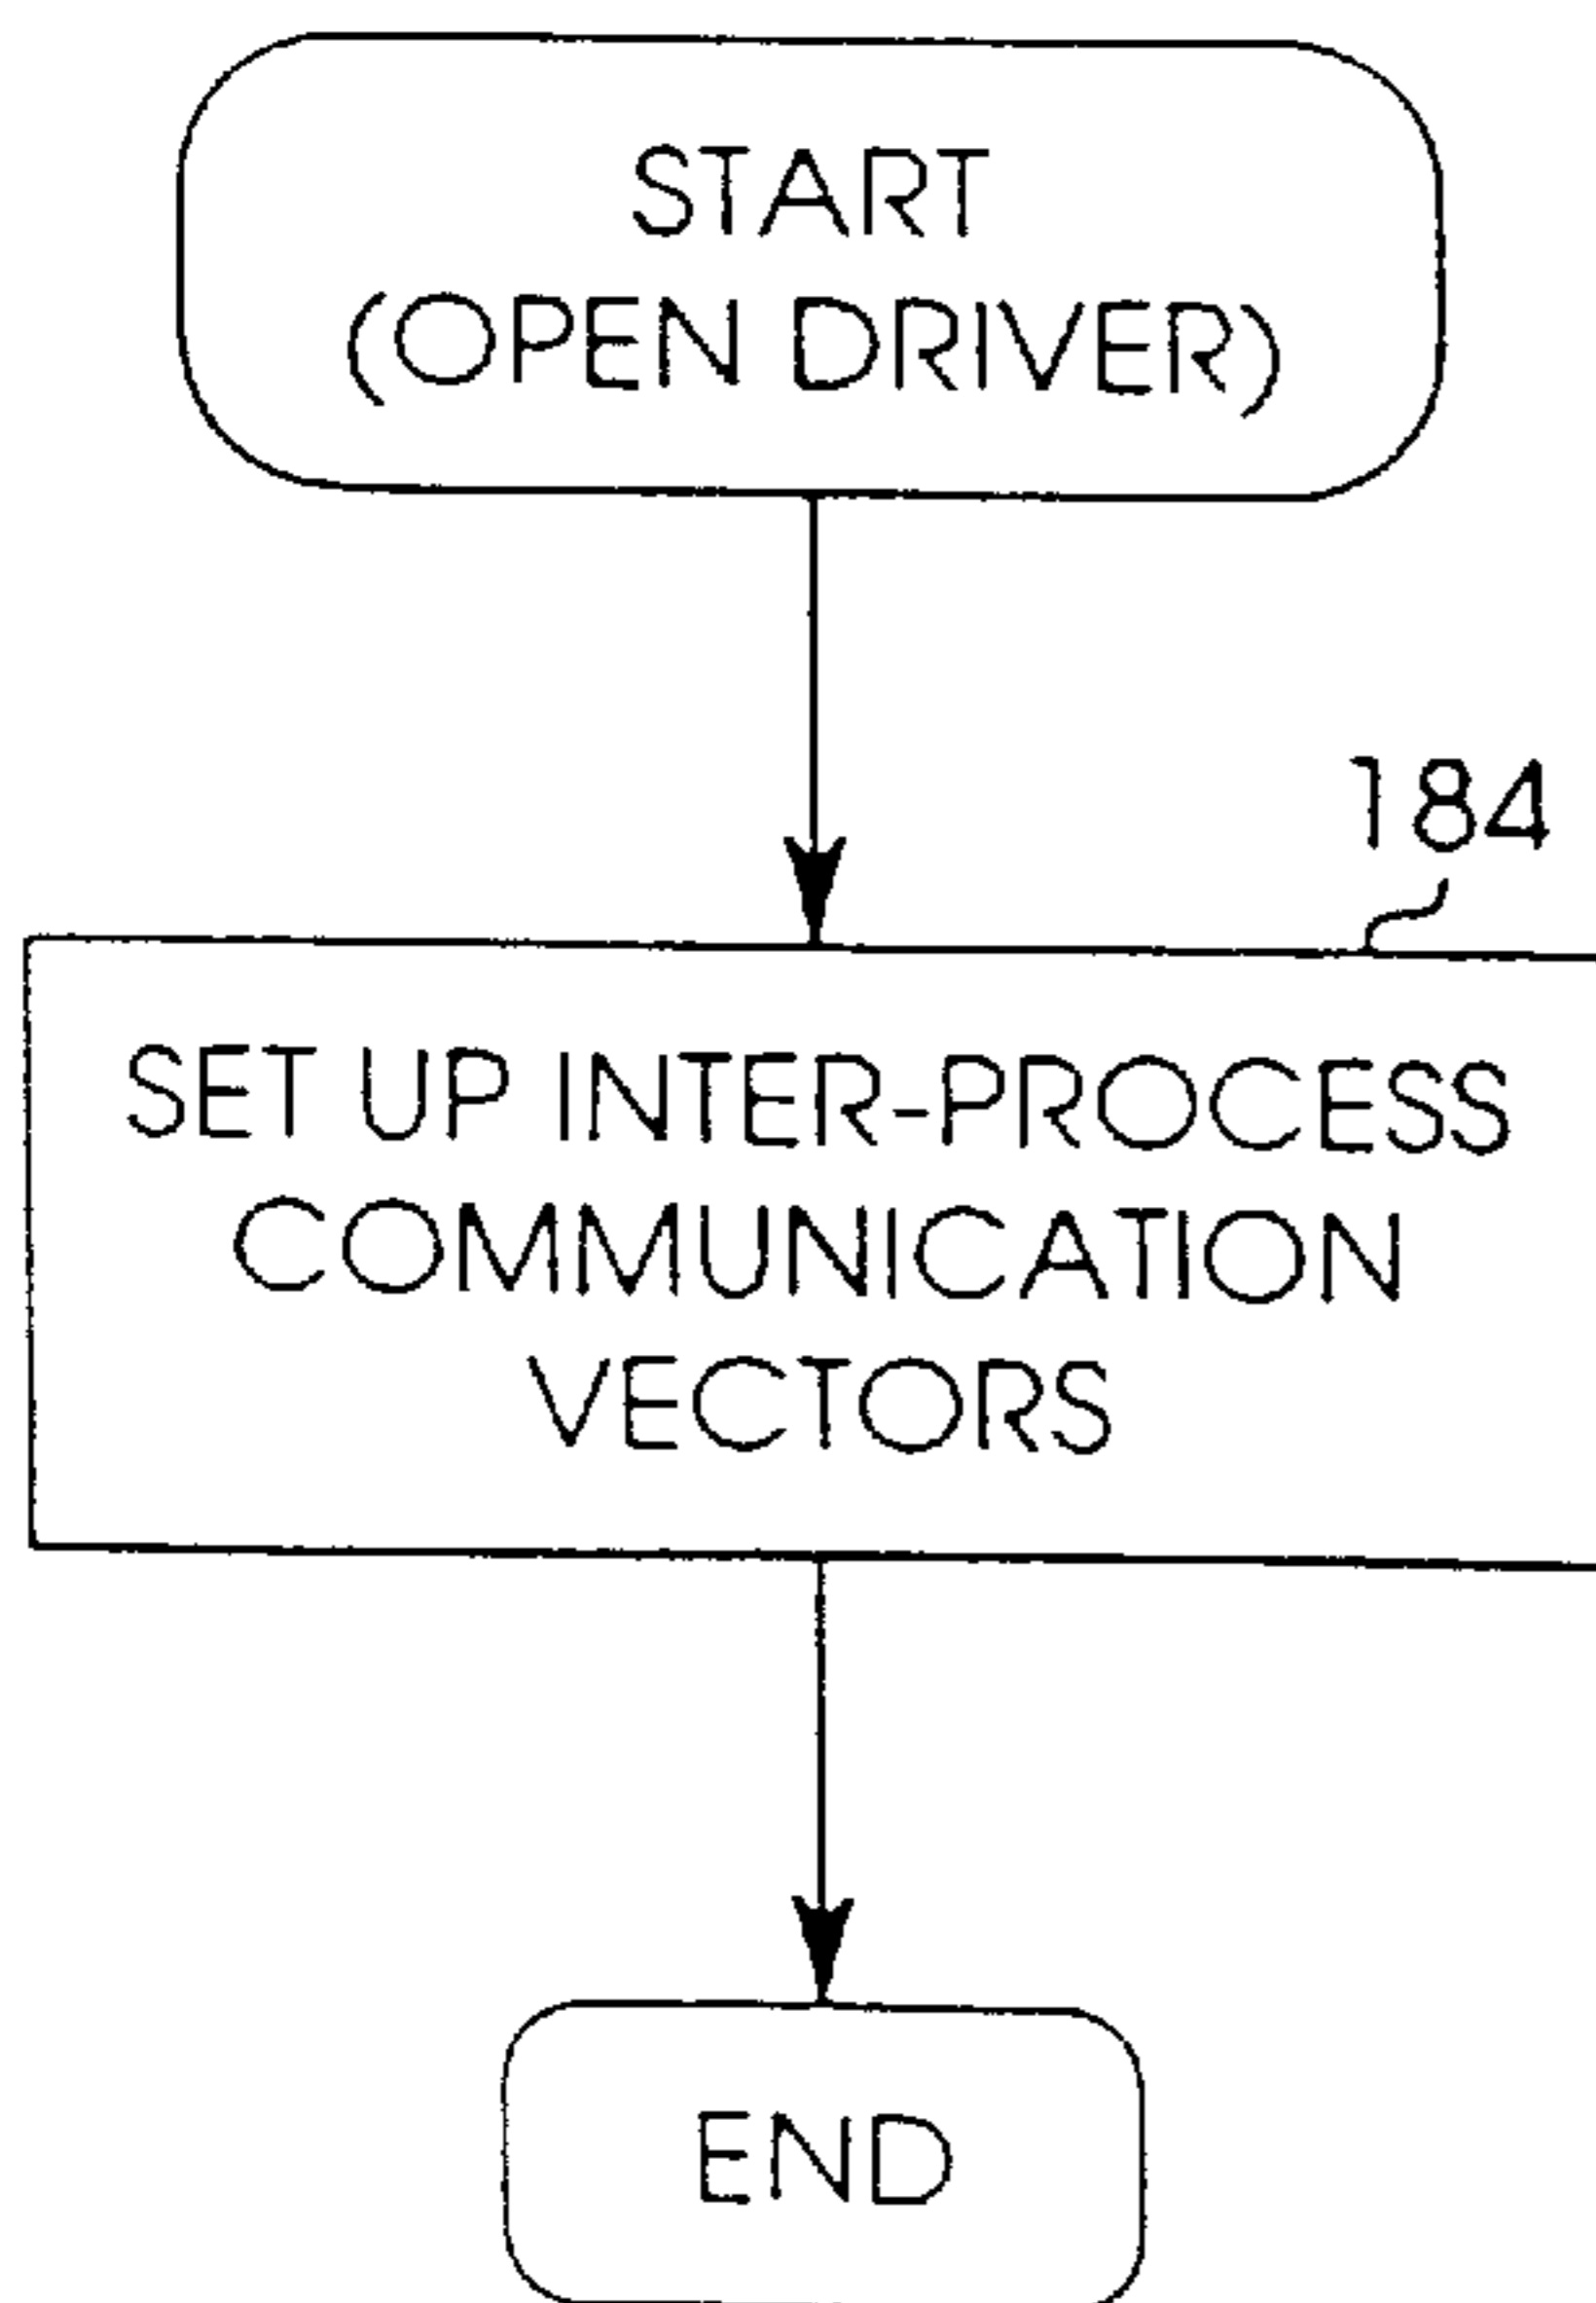 START
(OPEN DRIVER)
184
SET UP INTER-PROCESS
COMMUNICATION
VECTORS
END